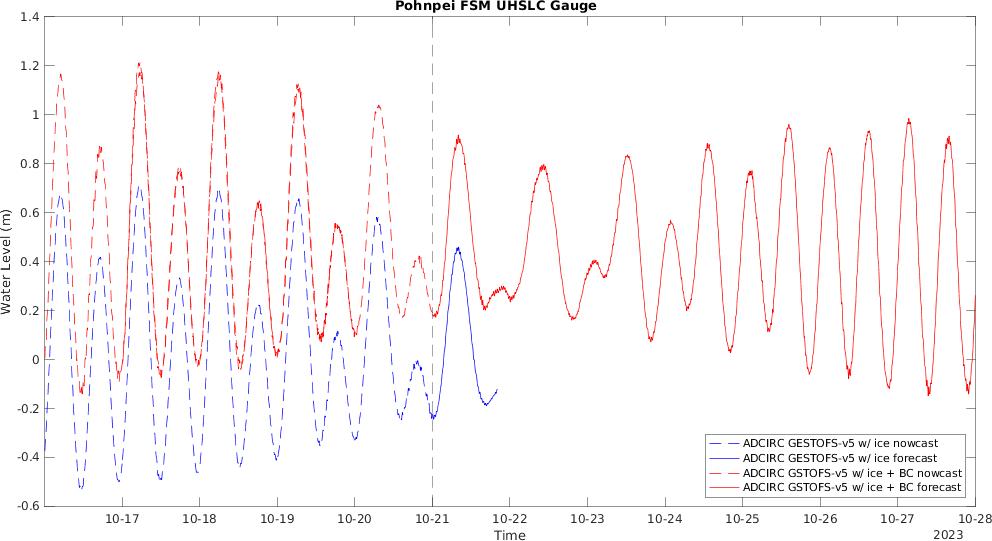 Pohnpei FSM UHSLC Gauge
1.4
1.2
1
0.8
0.6
0.4
0.2
0
-0.2
-0.4
-0.6
Water Level (m)
10-17 10-18 10-19 10-20 10-21 10-22 10-23 10-24 10-25 10-26 10-27 10-28
Time
2023
ADCIRC GESTOFS-v5 w/ ice nowcast
ADCIRC GESTOFS-v5 w/ ice forecast
ADCIRC GSTOFS-v5 w/ ice + BC nowcast
ADCIRC GSTOFS-v5 w/ ice + BC forecast